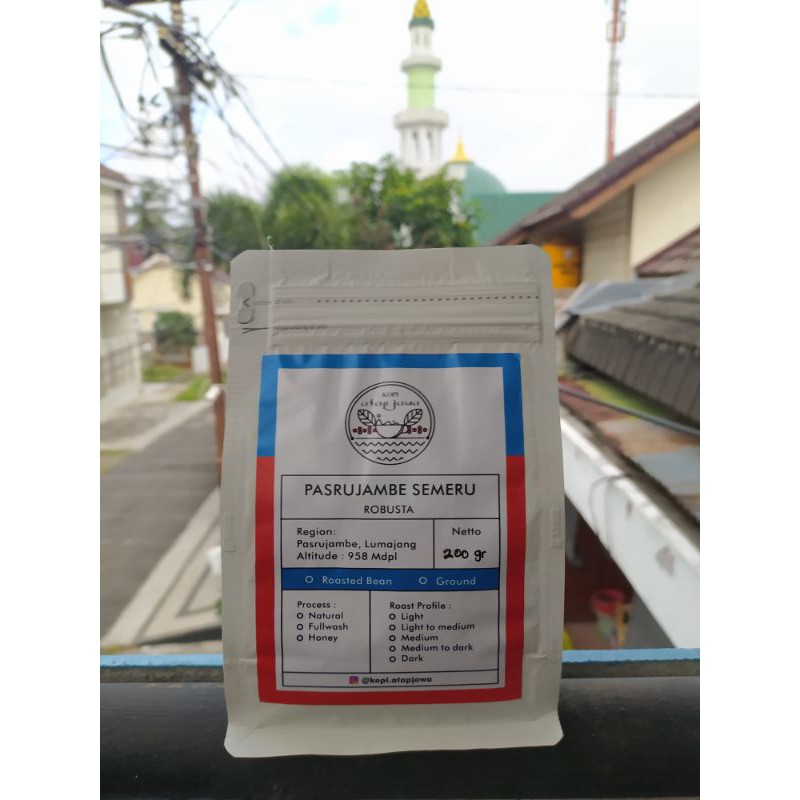 KOPI
atap jawa
PASRUJAMBE SEMERU
ROBUSTA
Region:
Pasrujambe, Lumajang
Altitude : 958 Mdpl
Netto
200 gr
Roasted Bean
Ground
Process :
Natural
Fullwash
Honey
Roast Profile :
Light
Light to medium
Medium
Medium to dark
Dark
@kopi.atapjawa